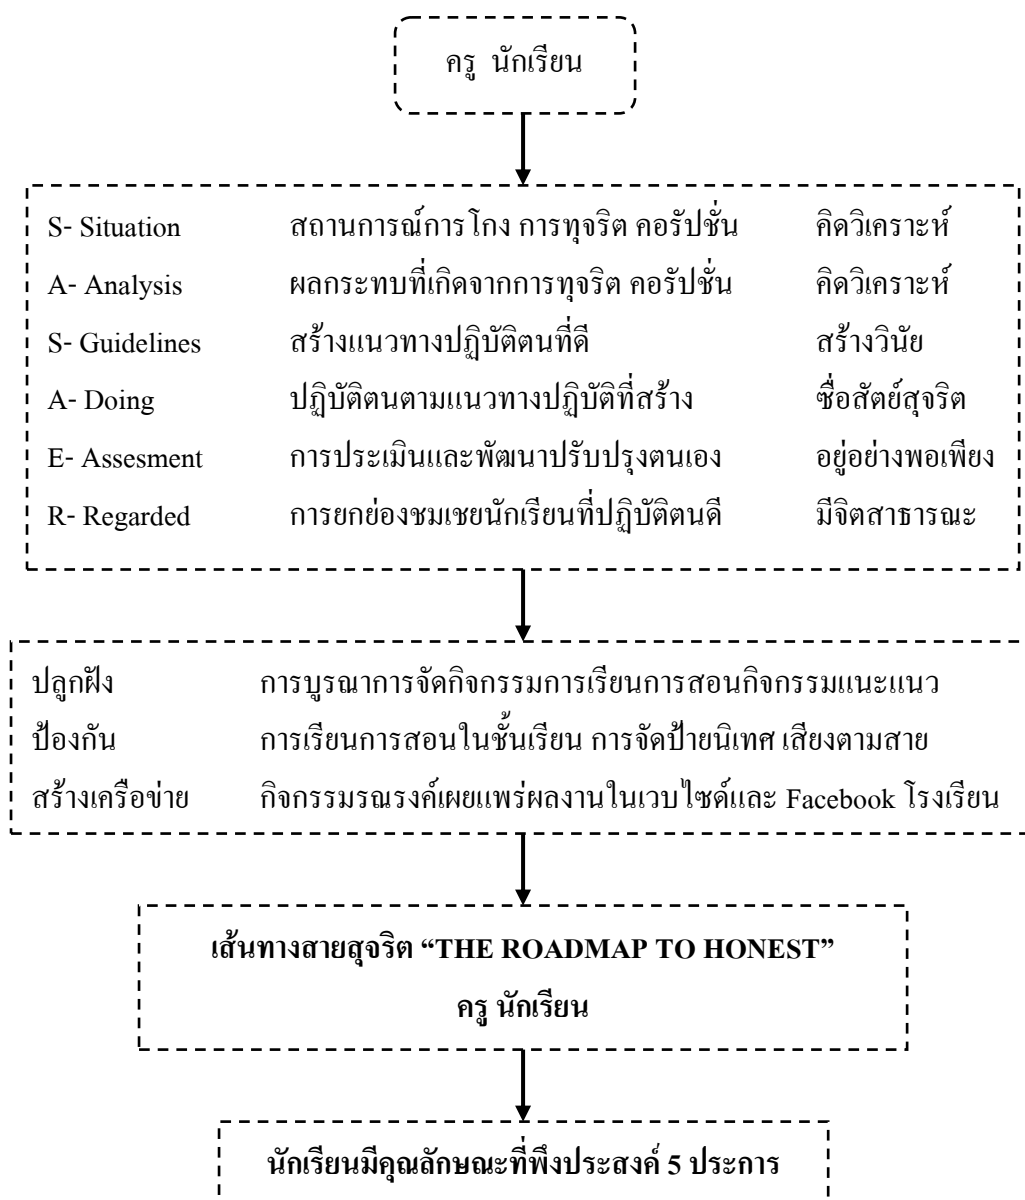 ครู นักเรียน
S- Situation สถานการณ์การโกง การทุจริต คอรัปชั่น คิดวิเคราะห์
A- Analysis ผลกระทบที่เกิดจากการทุจริต คอรัปชั่น คิดวิเคราะห์
S- Guidelines สร้างแนวทางปฏิบัติตนที่ดี สร้างวินัย
A- Doing ปฏิบัติตนตามแนวทางปฏิบัติที่สร้าง ซื่อสัตย์สุจริต
E- Assesment การประเมินและพัฒนาปรับปรุงตนเอง อยู่อย่างพอเพียง
R- Regarded การยกย่องชมเชยนักเรียนที่ปฏิบัติตนดี มีจิตสาธารณะ
ปลูกฝัง การบูรณาการจัดกิจกรรมการเรียนการสอนกิจกรรมแนะแนว
ป้องกัน การเรียนการสอนในชั้นเรียน การจัดป้ายนิเทศ เสียงตามสาย
สร้างเครือข่าย กิจกรรมรณรงค์เผยแพร่ผลงานในเวบไซด์และ Facebook โรงเรียน
เส้นทางสายสุจริต “THE ROADMAP TO HONEST”
ครู นักเรียน
นักเรียนมีคุณลักษณะที่พึงประสงค์ 5 ประการ